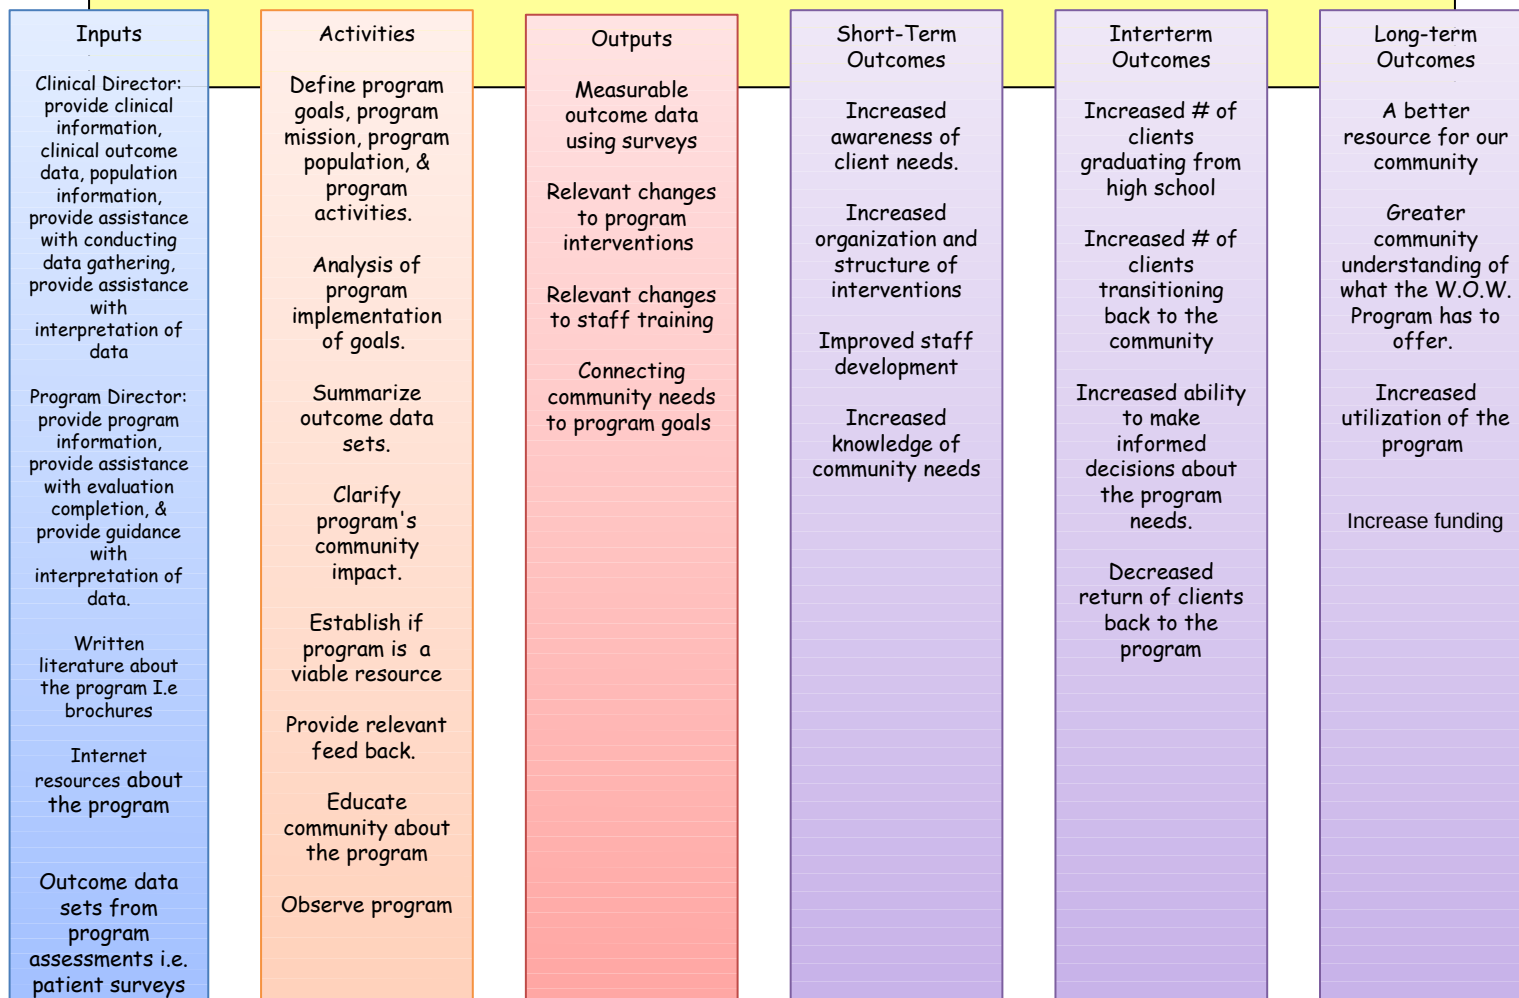 Inputs
Clinical Director:
provide clinical
information,
clinical outcome
data, population
information,
provide assistance
with conducting
data gathering,
provide assistance
with
interpretation of
data
Program Director:
provide program
information,
provide assistance
with evaluation
completion, &
provide guidance
with
interpretation of
data.
Written
literature about
the program I.e
brochures
Internet
resources about
the program
Outcome data
sets from
program
assessments i.e.
patient surveys
Activities
Define program
goals, program
mission, program
population, &
program
activities.
Analysis of
program
implementation
of goals.
Summarize
outcome data
sets.
Clarify
program's
community
impact.
Establish if
program is a
viable resource
Provide relevant
feed back.
Educate
community about
the program
Observe program
Outputs
Measurable
outcome data
using surveys
Relevant changes
to program
interventions
Relevant changes
to staff training
Connecting
community needs
to program goals
Short-Term
Outcomes
Increased
awareness of
client needs.
Increased
organization and
structure of
interventions
Improved staff
development
Increased
knowledge of
community needs
Interterm
Outcomes
Increased # of
clients
graduating from
high school
Increased # of
clients
transitioning
back to the
community
Increased ability
to make
informed
decisions about
the program
needs.
Decreased
return of clients
back to the
program
Long-term
Outcomes
A better
resource for our
community
Greater
community
understanding of
what the W.O.W.
Program has to
offer.
Increased
utilization of the
program
Increase funding